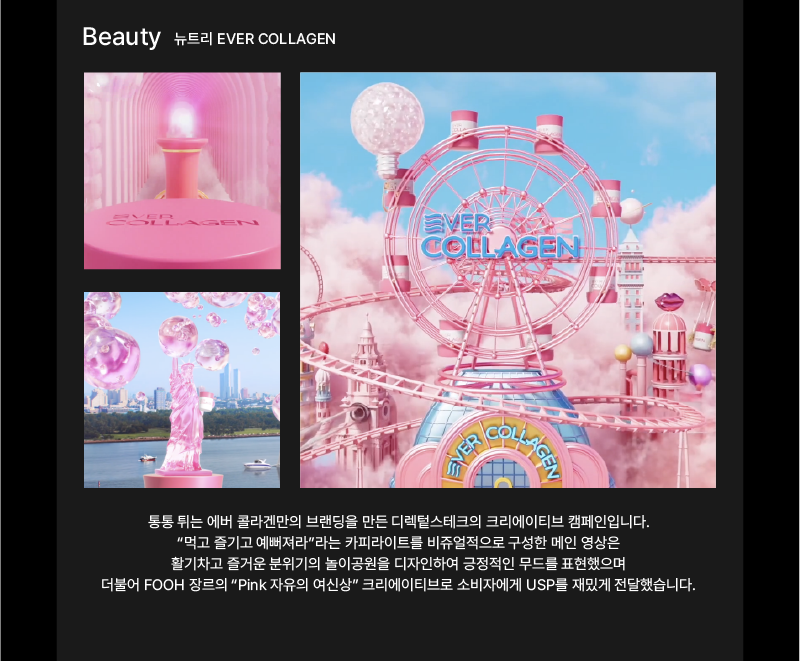 Beauty 뉴트리 EVER COLLAGEN
EVER
COLLAGEN
EVER
COLLAGEN
EVER COLLAGEN
통통 튀는 에버 콜라겐만의 브랜딩을 만든 디렉털스테크의 크리에이티브 캠페인입니다.
“먹고 즐기고 예뻐져라”라는 카피라이트를 비쥬얼적으로 구성한 메인 영상은
활기차고 즐거운 분위기의 놀이공원을 디자인하여 긍정적인 무드를 표현했으며
더불어 FOOH 장르의 “Pink 자유의 여신상” 크리에이티브로 소비자에게 USP를 재밌게 전달했습니다.